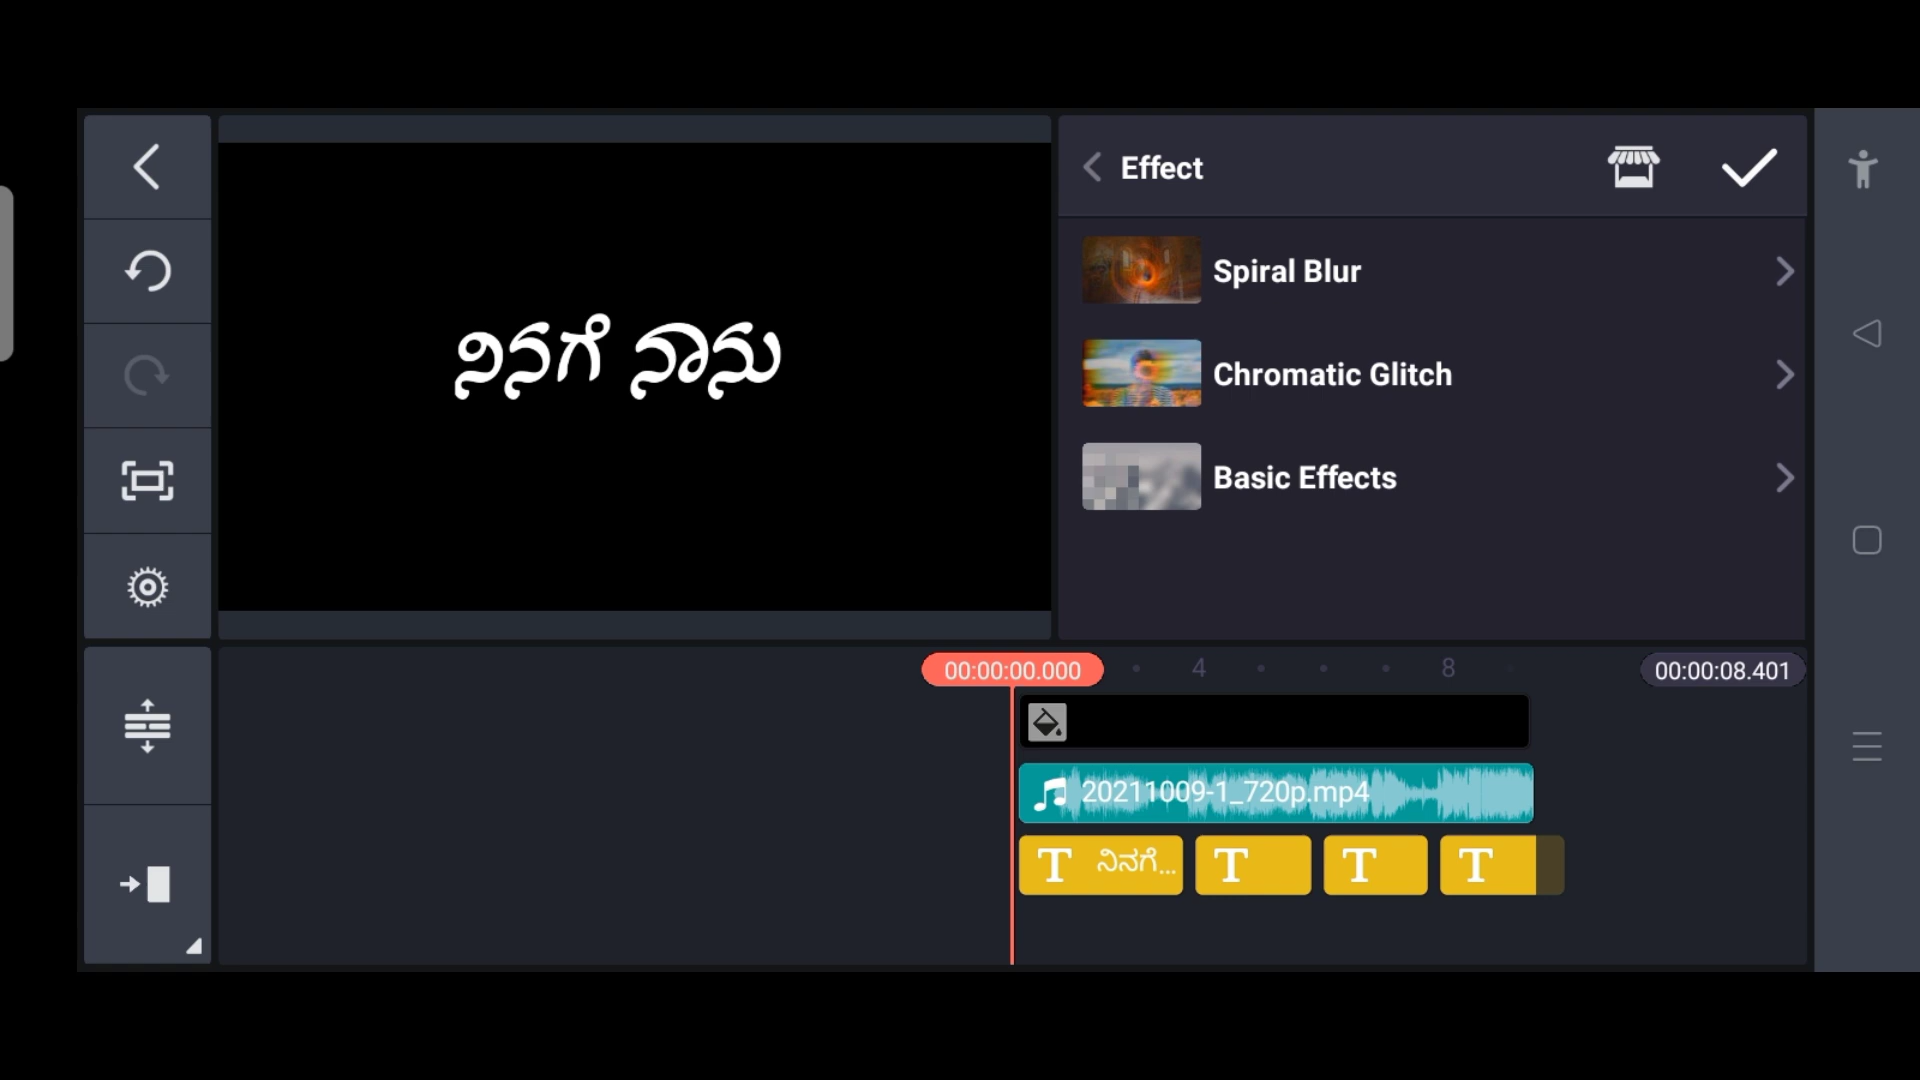 Effect
Spiral Blur
Chromatic Glitch
Basic Effects
ನಿನಗೆ ನಾನು
00:00:00.000
4
8
00:00:08.401
20211009-1_720p.mp4
T ನಿನಗೆ... T T T